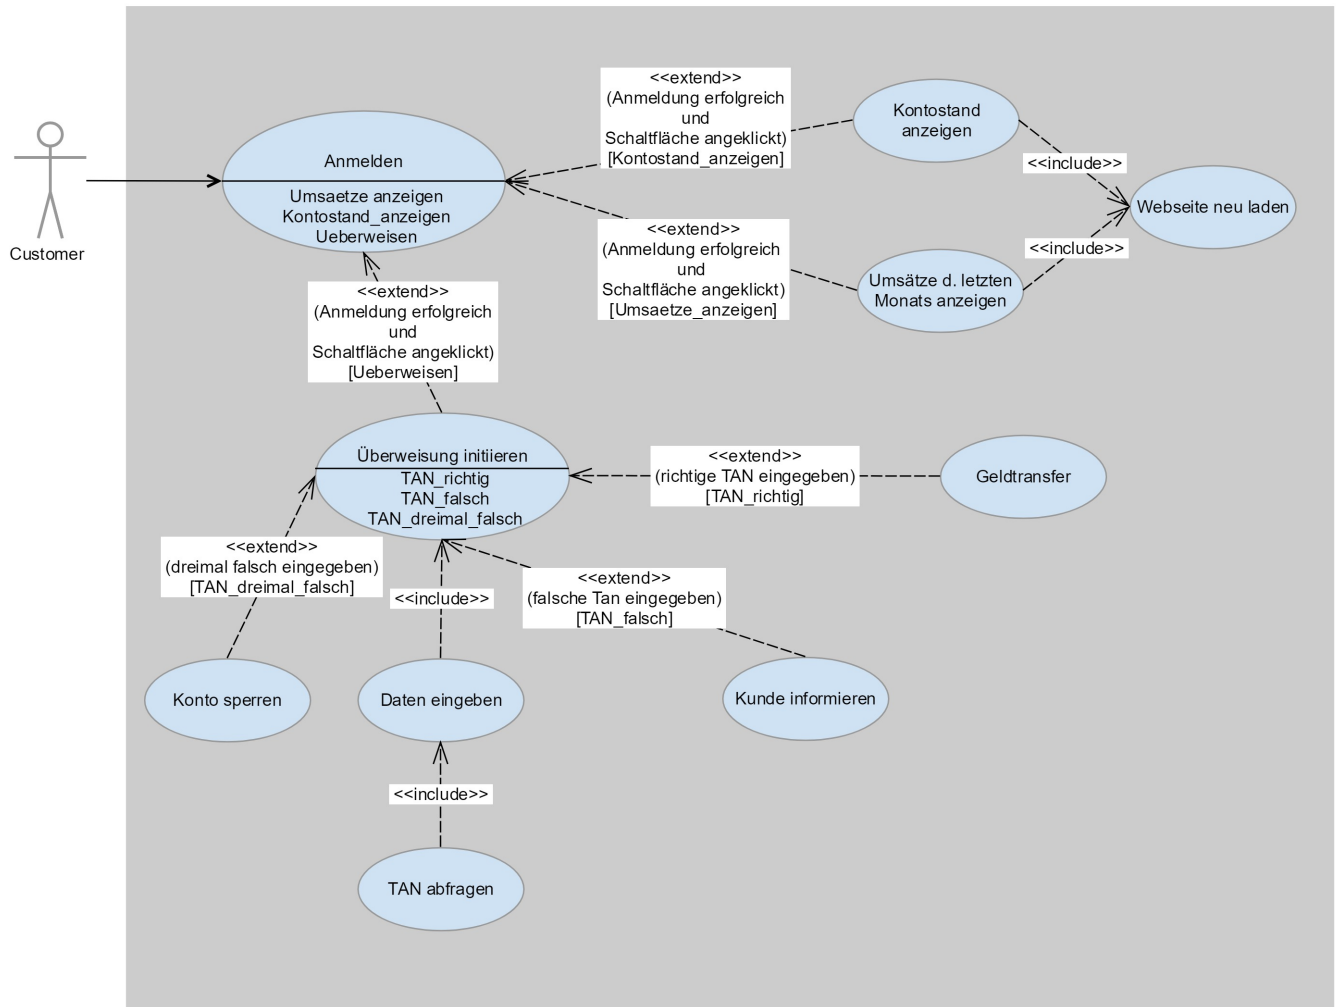 <<extend>>
(Anmeldung erfolgreich
und
Schaltfläche angeklickt)
[Kontostand_anzeigen]
Kontostand
anzeigen
<<include>>
Anmelden
Umsaetze anzeigen
Kontostand_anzeigen
Ueberweisen
Customer
Webseite neu laden
<<extend>>
(Anmeldung erfolgreich
und
Schaltfläche angeklickt)
[Umsaetze_anzeigen]
<<include>>
Umsätze d. letzten
Monats anzeigen
<<extend>>
(Anmeldung erfolgreich
und
Schaltfläche angeklickt)
[Ueberweisen]
Überweisung initiieren
TAN_richtig
TAN_falsch
TAN_dreimal_falsch
<<extend>>
(richtige TAN eingegeben)
[TAN_richtig]
Geldtransfer
<<extend>>
(dreimal falsch eingegeben)
[TAN_dreimal_falsch]
<<include>>
<<extend>>
(falsche Tan eingegeben)
[TAN_falsch]
Konto sperren
Daten eingeben
Kunde informieren
<<include>>
TAN abfragen